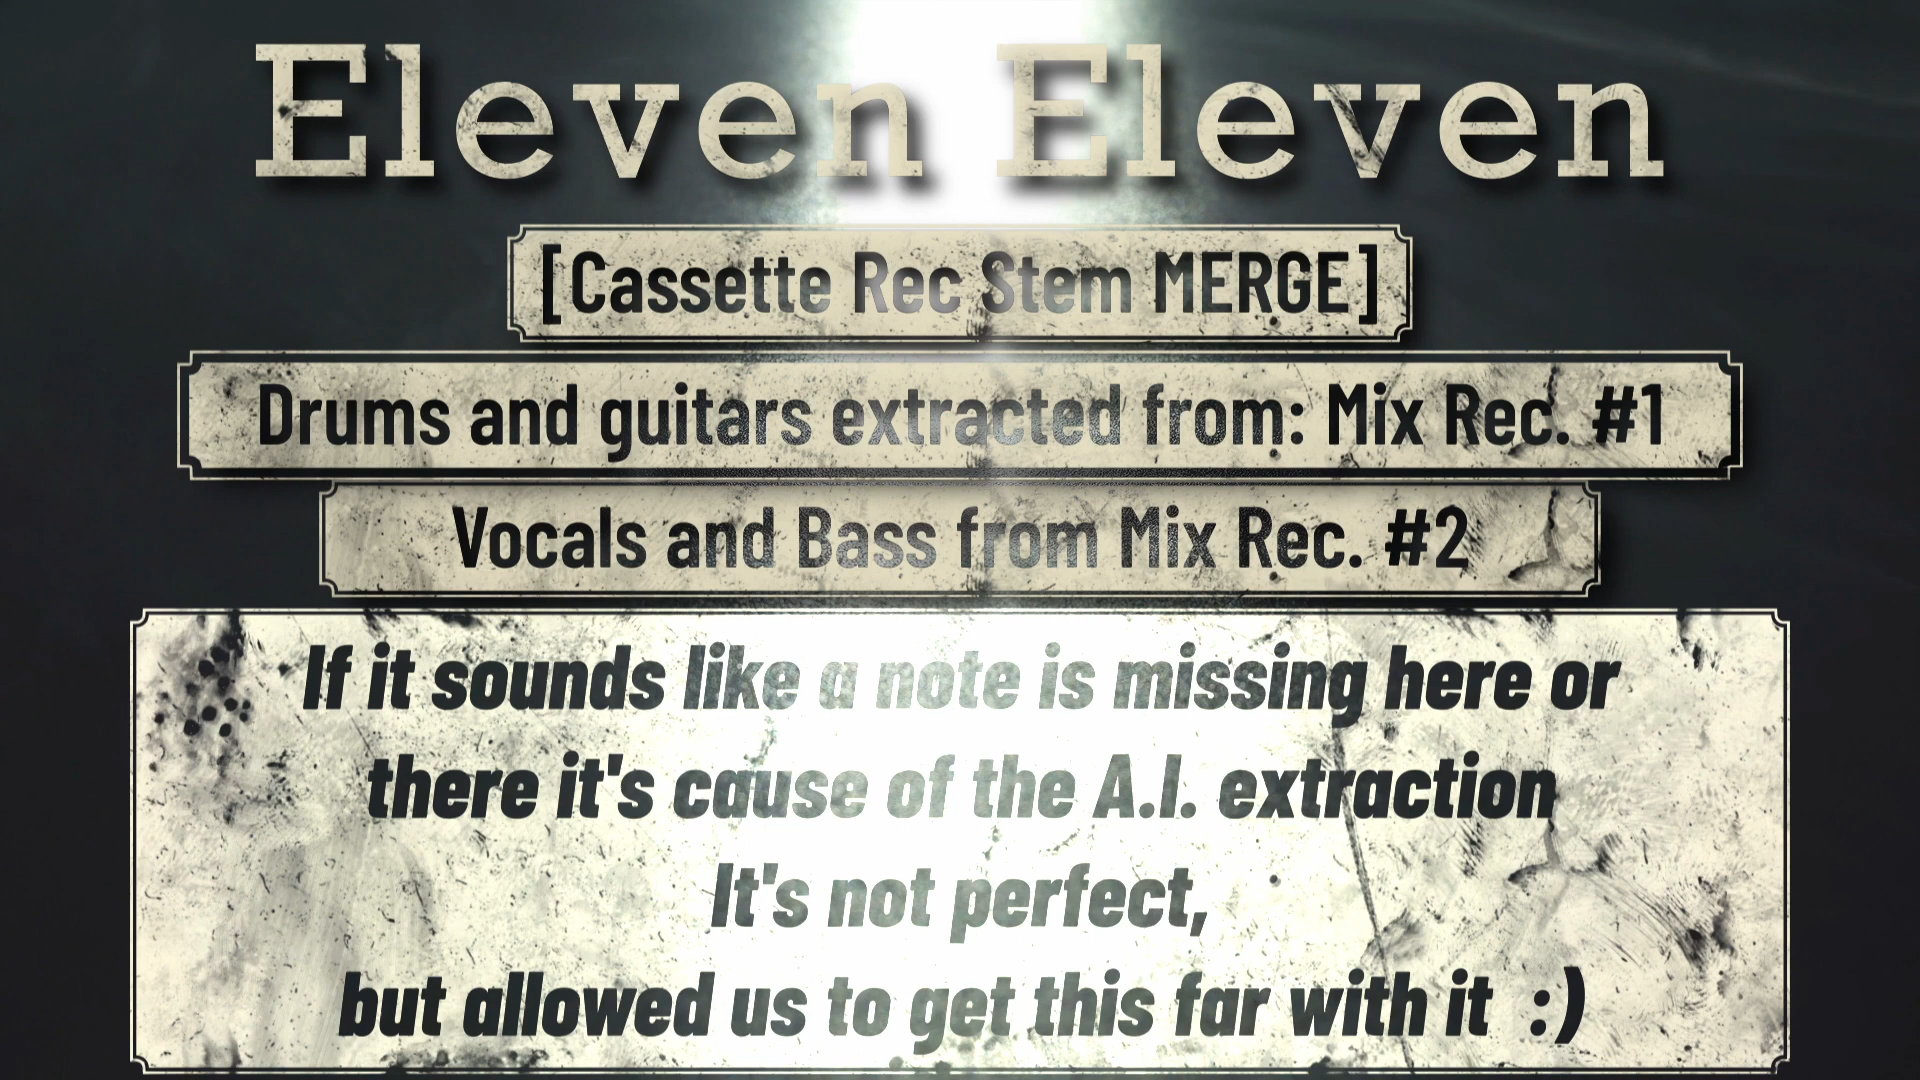 Eleven Eleven
[Cassette Rec Stem MERGE]
Drums and guitars extracted from: Mix Rec. #1
Vocals and Bass from Mix Rec. #2
If it sounds like a note is missing here or
there it's cause of the A.I. extraction
It's not perfect,
but allowed us to get this far with it :)